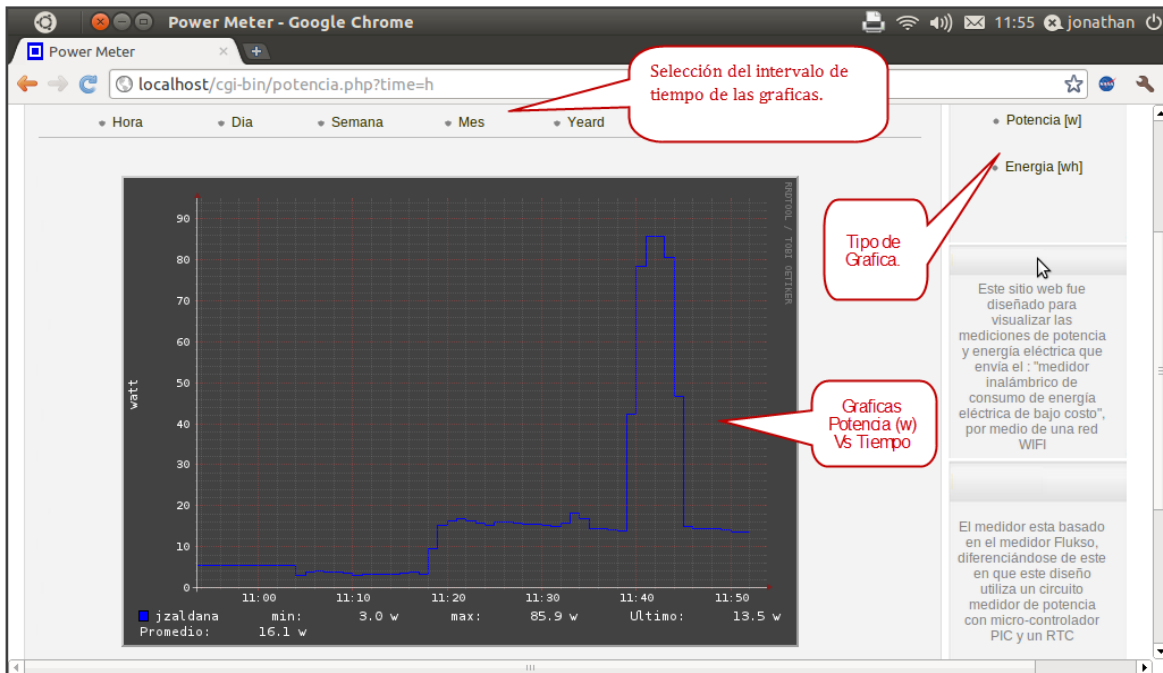 Power Meter - Google Chrome
11:55 jonathan
Power Meter
localhost/cgi-bin/potencia.php?time=h
Selección del intervalo de
tiempo de las graficas.
Hora Dia Semana Mes Yeard
Potencia [w]
Energia [wh]
Tipo de
Grafica.
RRDTOOL / TOBI OETIKER
watt
90
80
70
60
50
40
30
20
10
0
11:00 11:10 11:20 11:30 11:40 11:50
jzaldana min: 3.0 w max: 85.9 w Ultimo: 13.5 w
Promedio: 16.1 w
Graficas
Potencia (w)
Vs Tiempo
Este sitio web fue
diseñado para
visualizar las
mediciones de potencia
y energía eléctrica que
envía el : "medidor
inalámbrico de
consumo de energía
eléctrica de bajo costo",
por medio de una red
WIFI
El medidor esta basado
en el medidor Flukso,
diferenciándose de este
en que este diseño
utiliza un circuito
medidor de potencia
con micro-controlador
PIC y un RTC